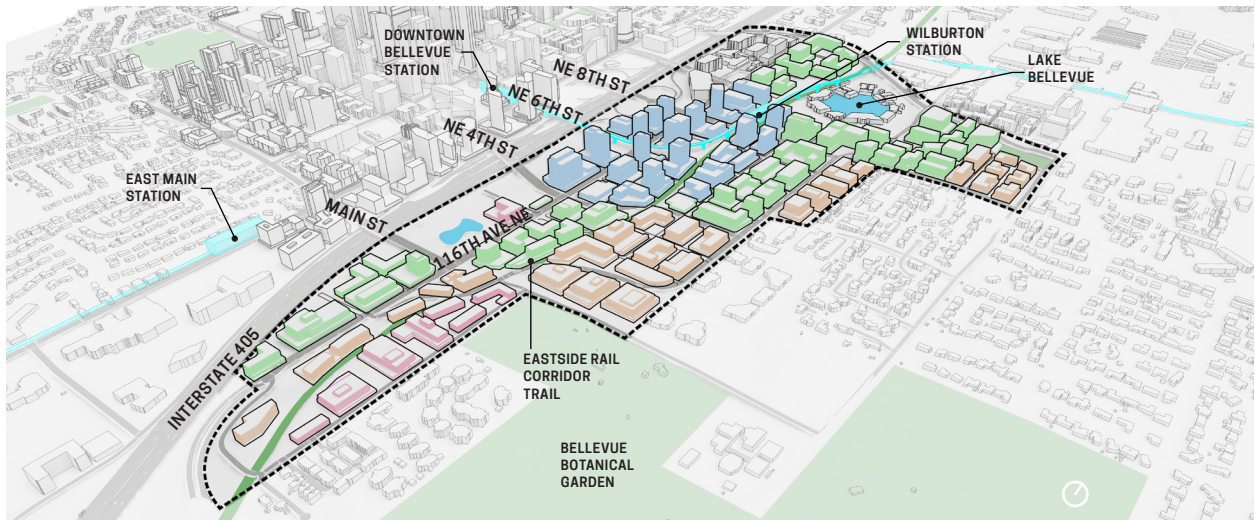 DOWNTOWN
BELLEVUE
STATION
WILBURTON
STATION
LAKE
BELLEVUE
NE 8TH ST
NE 6TH ST
NE 4TH ST
EAST MAIN
STATION
MAIN ST
116TH AVE NE
INTERSTATE 405
EASTSIDE RAIL
CORRIDOR
TRAIL
BELLEVUE
BOTANICAL
GARDEN